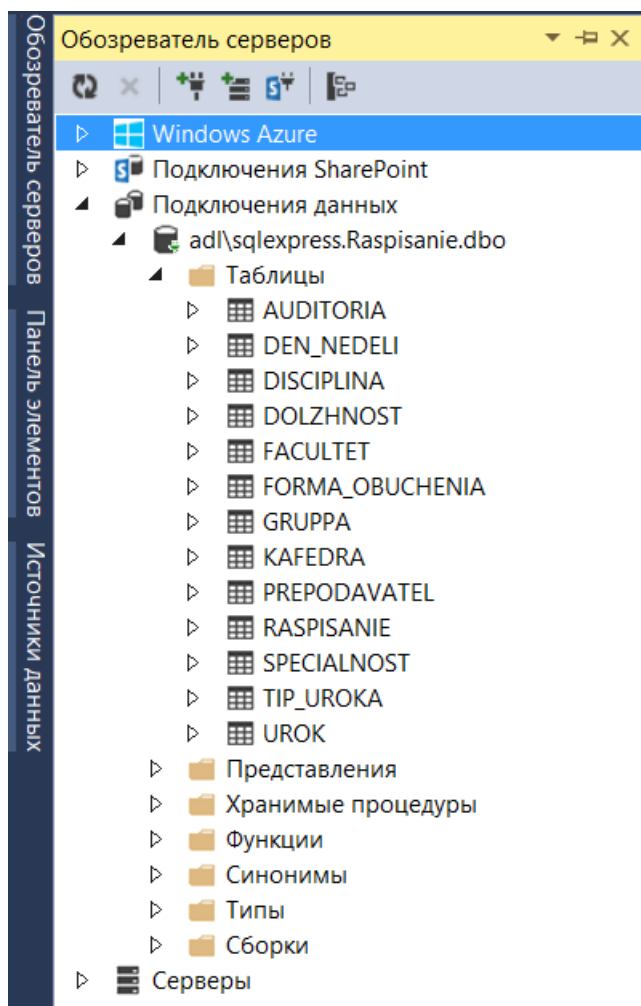 Обозреватель серверов
Панель элементов
Источники данных
Обозреватель серверов
Windows Azure
Подключения SharePoint
Подключения данных
adl\sqlexpress.Raspisanie.dbo
Таблицы
AUDITORIA
DEN_NEDELI
DISCIPLINA
DOLZHNOST
FACULTET
FORMA_OBUCHENIA
GRUPPA
KAFEDRA
PREPODAVATEL
RASPISANIE
SPECIALNOST
TIP_UROKA
UROK
Представления
Хранимые процедуры
Функции
Синонимы
Типы
Сборки
Серверы